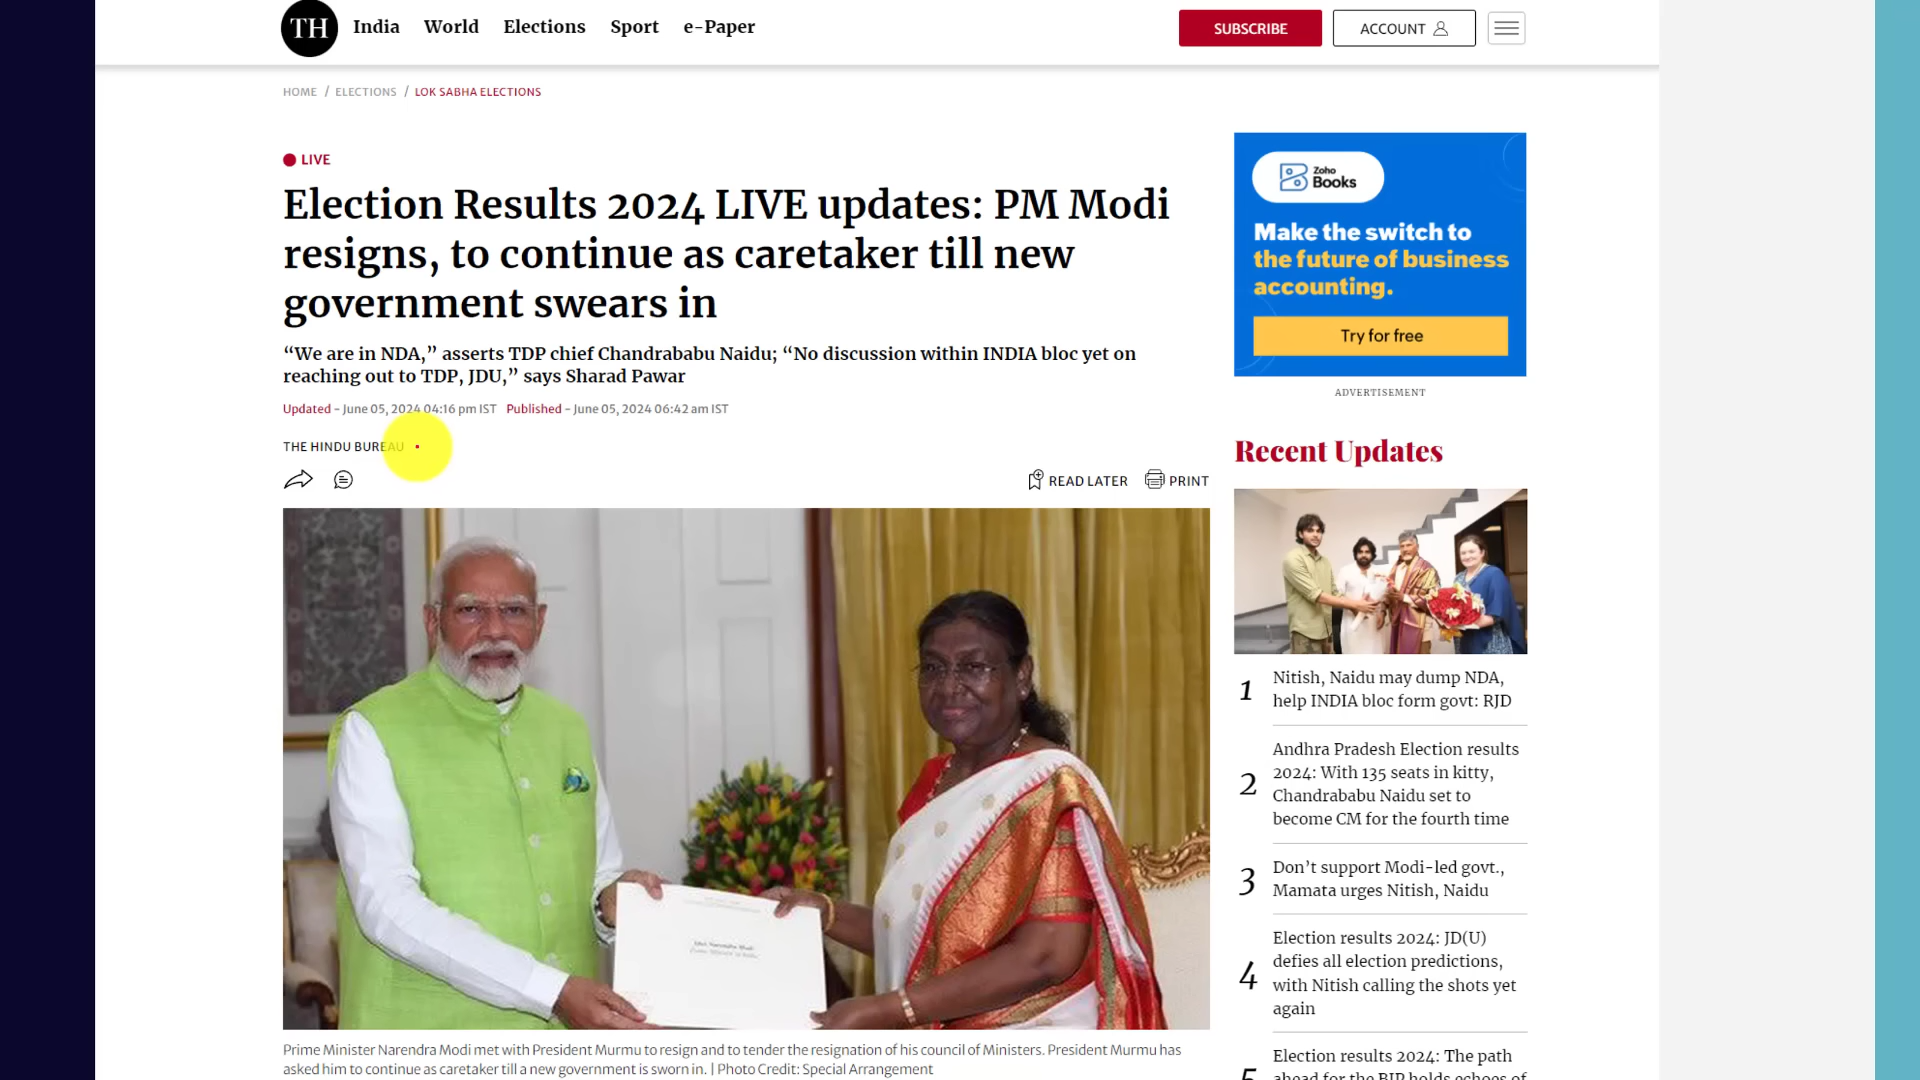 TH India World Elections Sport e-Paper SUBSCRIBE ACCOUNT
HOME / ELECTIONS / LOK SABHA ELECTIONS
LIVE
Election Results 2024 LIVE updates: PM Modi
resigns, to continue as caretaker till new
government swears in
“We are in NDA,” asserts TDP chief Chandrababu Naidu; “No discussion within INDIA bloc yet on
reaching out to TDP, JDU,” says Sharad Pawar
Updated - June 05, 2024 04:16 pm IST Published - June 05, 2024 06:42 am IST
THE HINDU BUREAU
READ LATER PRINT
Prime Minister Narendra Modi met with President Murmu to resign and to tender the resignation of his council of Ministers. President Murmu has
asked him to continue as caretaker till a new government is sworn in. | Photo Credit: Special Arrangement
Zoho
Books
Make the switch to
the future of business
accounting.
Try for free
ADVERTISEMENT
Recent Updates
1 Nitish, Naidu may dump NDA,
help INDIA bloc form govt: RJD
2 Andhra Pradesh Election results
2024: With 135 seats in kitty,
Chandrababu Naidu set to
become CM for the fourth time
3 Don’t support Modi-led govt.,
Mamata urges Nitish, Naidu
4 Election results 2024: JD(U)
defies all election predictions,
with Nitish calling the shots yet
again
5 Election results 2024: The path
ahead for the BJP holds echoes of